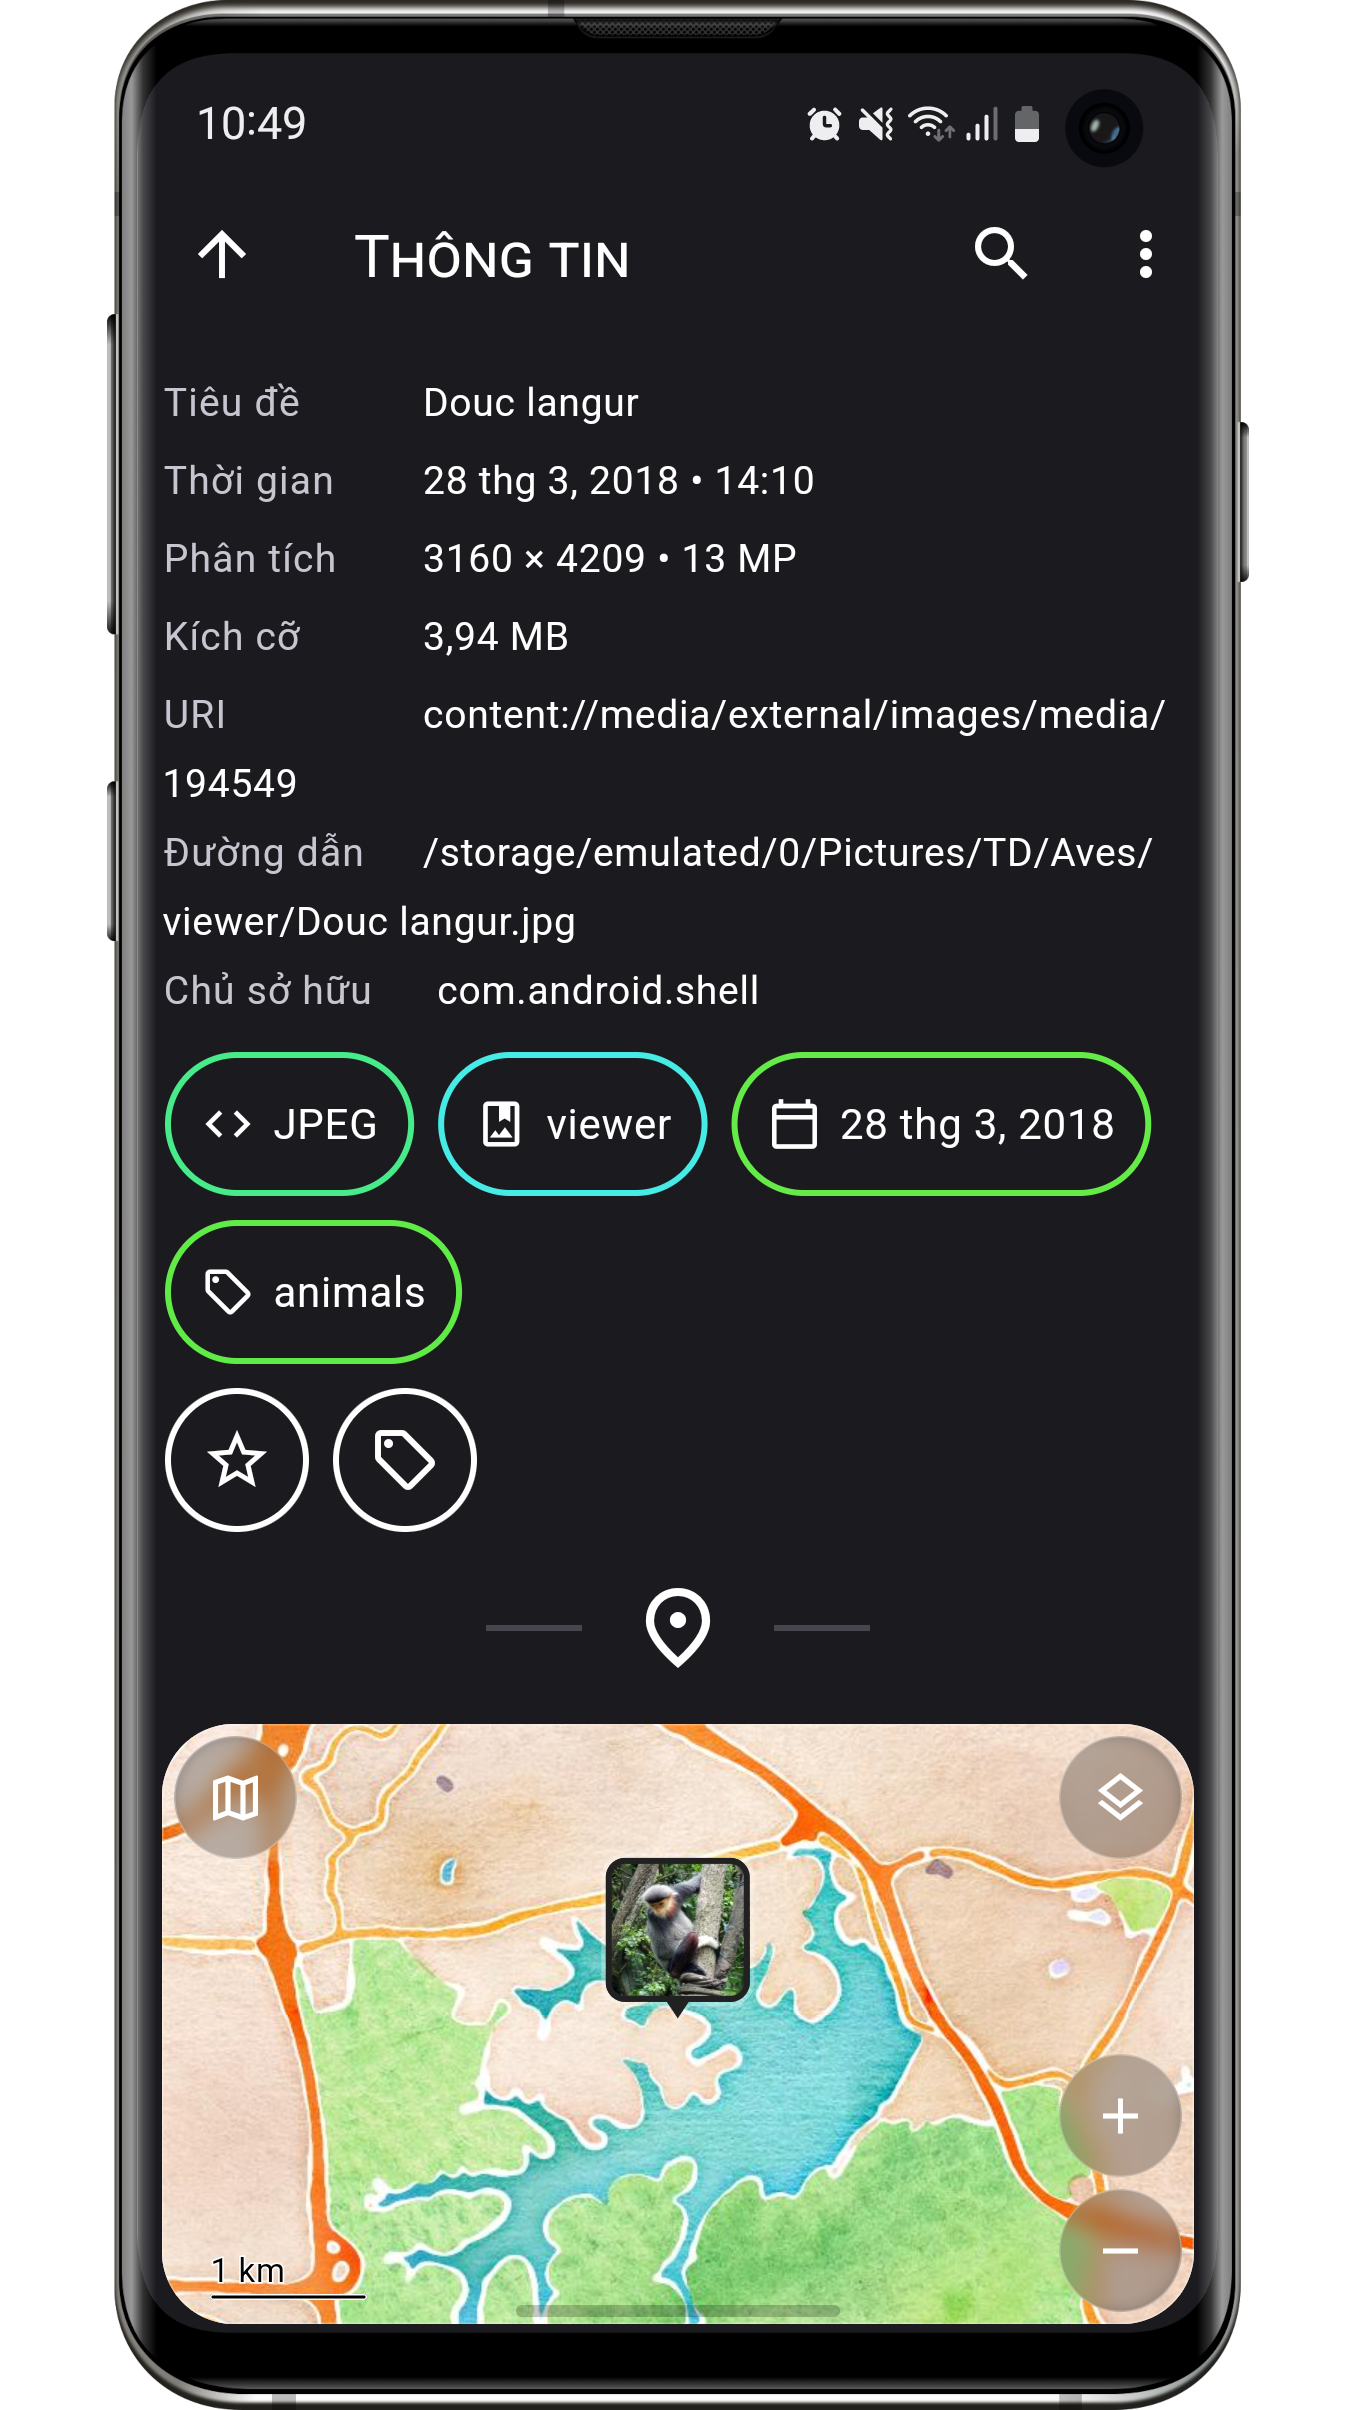 10:49
THÔNG TIN
Tiêu đề Douc langur
Thời gian 28 thg 3, 2018 • 14:10
Phân tích 3160 × 4209 • 13 MP
Kích cỡ 3,94 MB
URI content://media/external/images/media/
194549
Đường dẫn /storage/emulated/0/Pictures/TD/Aves/
viewer/Douc langur.jpg
Chủ sở hữu com.android.shell
JPEG viewer 28 thg 3, 2018
animals
1 km